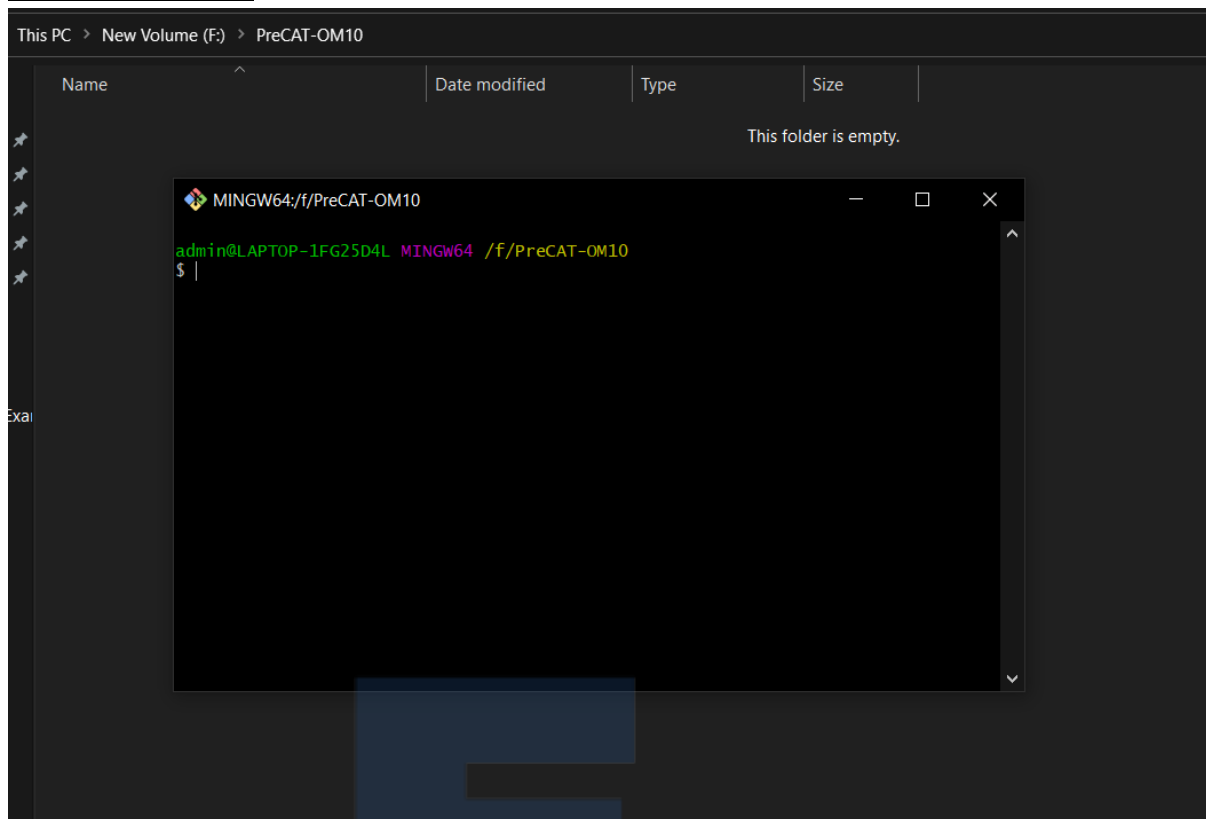 This PC > New Volume (F:) > PreCAT-OM10
Name Date modified Type Size
This folder is empty.
MINGW64:/f/PreCAT-OM10
admin@LAPTOP-1FG25D4L MINGW64 /f/PreCAT-OM10
$